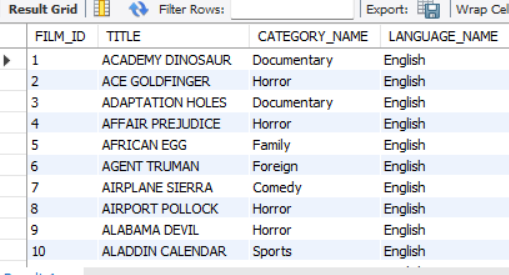 Result Grid Filter Rows: Export: Wrap Cel
FILM_ID TITLE CATEGORY_NAME LANGUAGE_NAME
1 ACADEMY DINOSAUR Documentary English
2 ACE GOLDFINGER Horror English
3 ADAPTATION HOLES Documentary English
4 AFFAIR PREJUDICE Horror English
5 AFRICAN EGG Family English
6 AGENT TRUMAN Foreign English
7 AIRPLANE SIERRA Comedy English
8 AIRPORT POLLOCK Horror English
9 ALABAMA DEVIL Horror English
10 ALADDIN CALENDAR Sports English